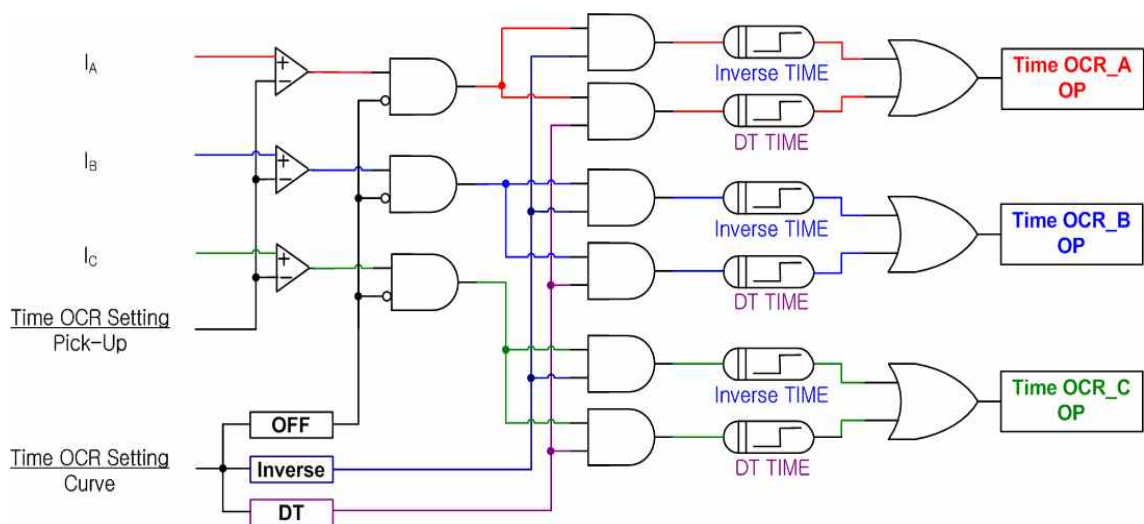 I_A
Inverse TIME
Time OCR_A
OP
DT TIME
I_B
Inverse TIME
Time OCR_B
OP
DT TIME
I_C
Time OCR Setting
Pick-Up
Inverse TIME
Time OCR_C
OP
DT TIME
OFF
Time OCR Setting
Curve
Inverse
DT